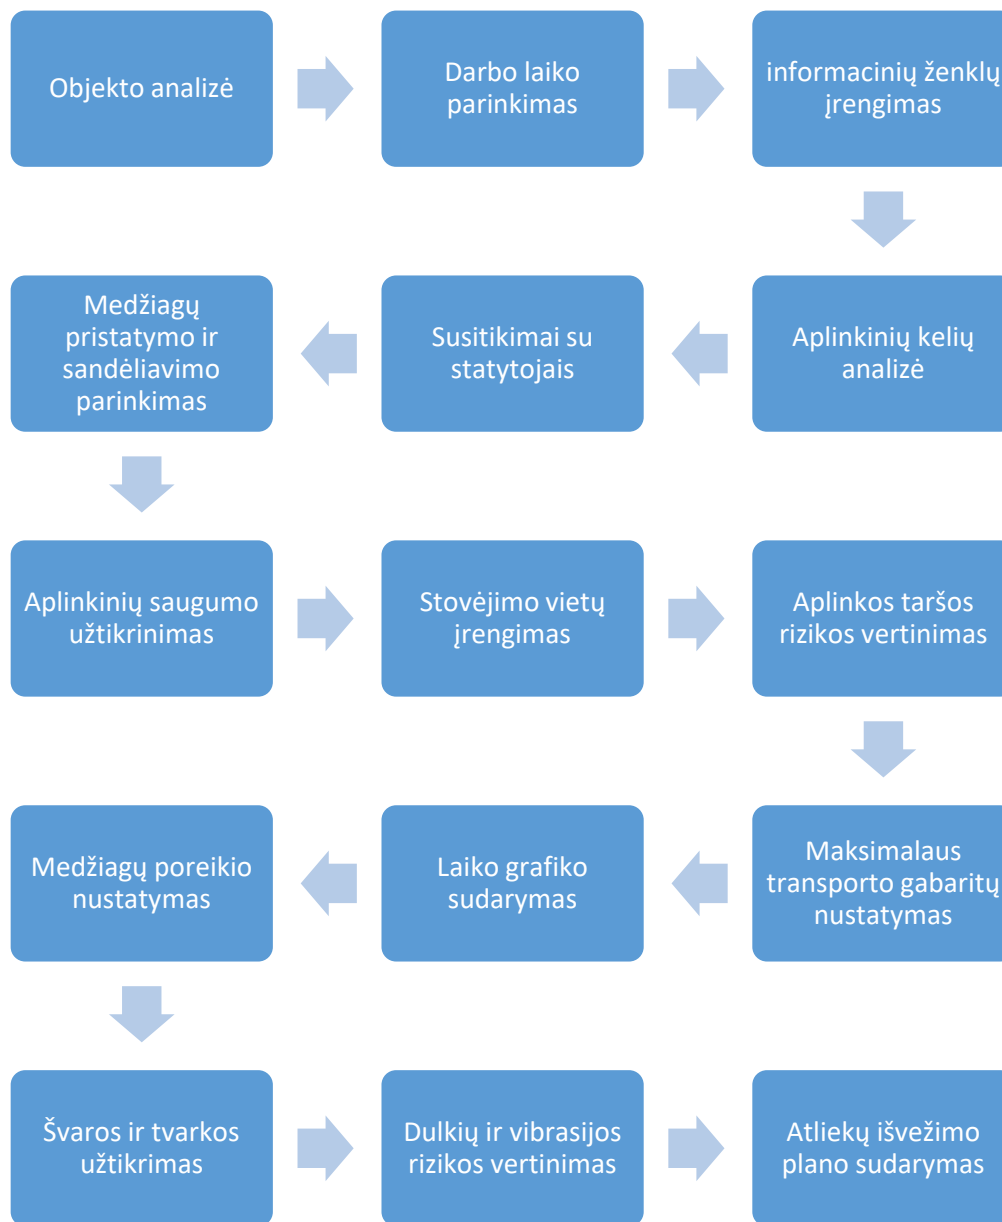 Objekto analizė
Darbo laiko
parinkimas
informacinių ženklų
įrengimas
Aplinkinių kelių
analizė
Susitikimai su
statytojais
Medžiagų
pristatymo ir
sandėliavimo
parinkimas
Aplinkinių saugumo
užtikrinimas
Stovėjimo vietų
įrengimas
Aplinkos taršos
rizikos vertinimas
Maksimalaus
transporto gabaritų
nustatymas
Laiko grafiko
sudarymas
Medžiagų poreikio
nustatymas
Švaros ir tvarkos
užtikrimas
Dulkių ir vibrasijos
rizikos vertinimas
Atliekų išvežimo
plano sudarymas